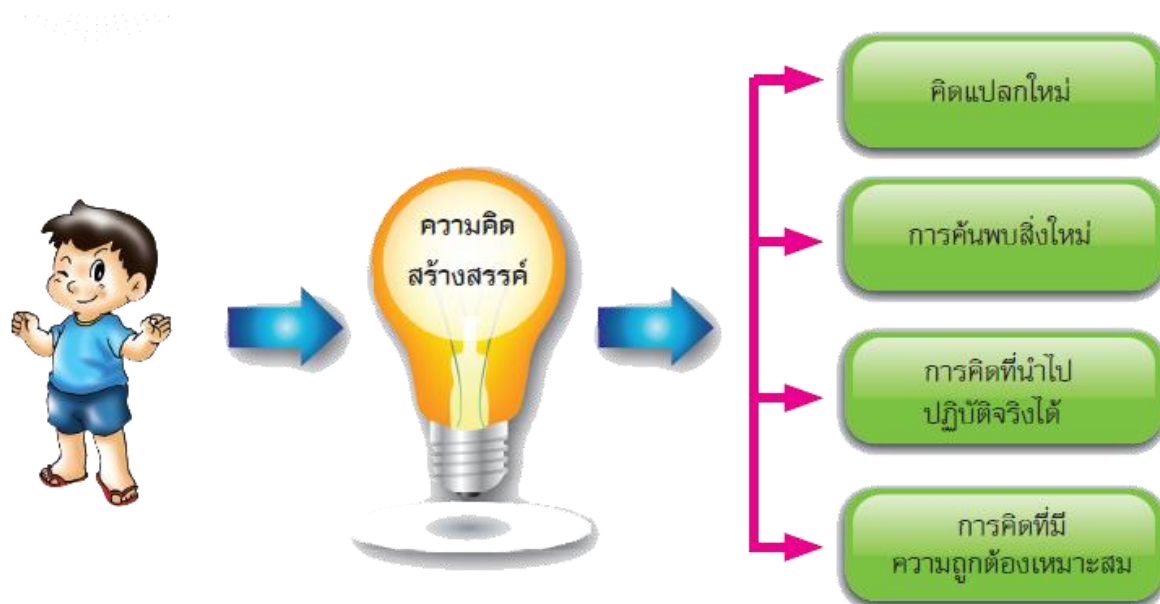 ความคิด
สร้างสรรค์
คิดแปลกใหม่
การค้นพบสิ่งใหม่
การคิดที่นำไป
ปฏิบัติจริงได้
การคิดที่มี
ความถูกต้องเหมาะสม